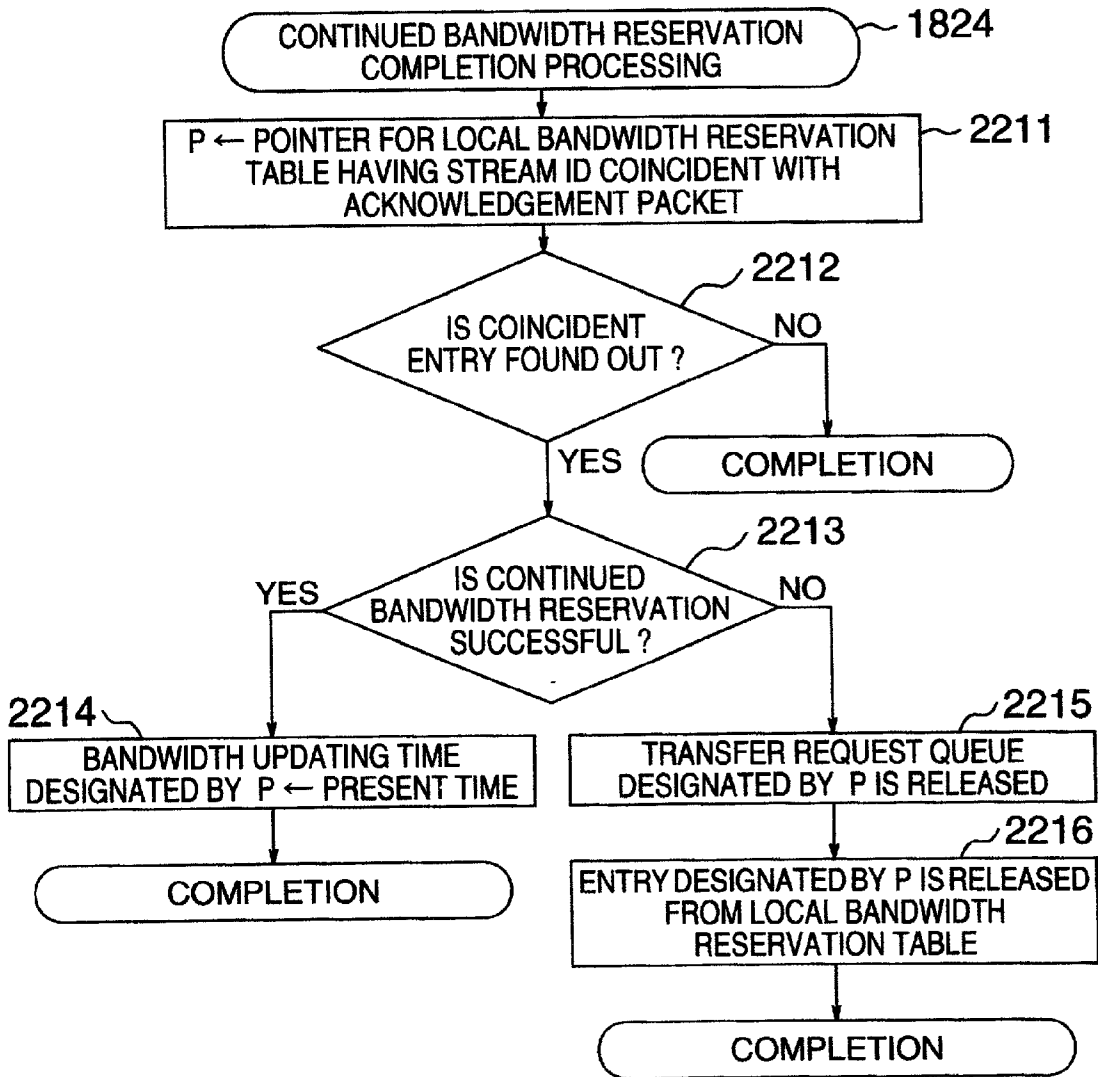 CONTINUED BANDWIDTH RESERVATION
COMPLETION PROCESSING
1824
P ← POINTER FOR LOCAL BANDWIDTH RESERVATION
TABLE HAVING STREAM ID COINCIDENT WITH
ACKNOWLEDGEMENT PACKET
2211
2212
IS COINCIDENT
ENTRY FOUND OUT ?
NO
YES
COMPLETION
2213
IS CONTINUED
BANDWIDTH RESERVATION
SUCCESSFUL ?
YES
NO
2214
BANDWIDTH UPDATING TIME
DESIGNATED BY P ← PRESENT TIME
COMPLETION
2215
TRANSFER REQUEST QUEUE
DESIGNATED BY P IS RELEASED
2216
ENTRY DESIGNATED BY P IS RELEASED
FROM LOCAL BANDWIDTH
RESERVATION TABLE
COMPLETION